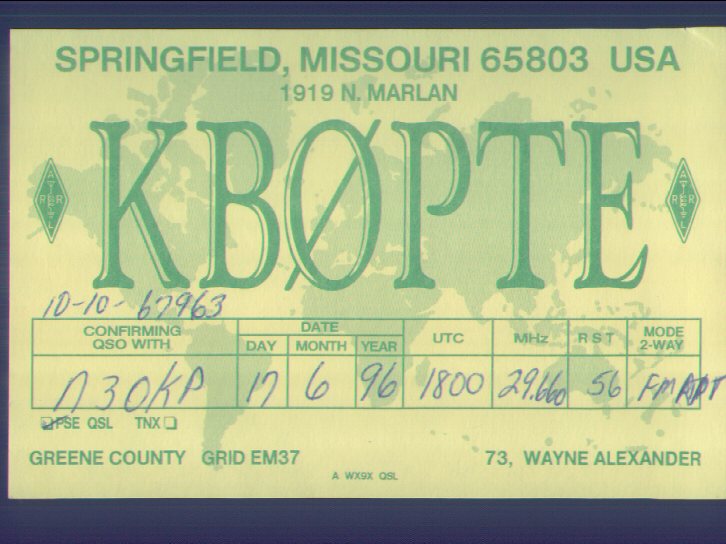 SPRINGFIELD, MISSOURI 65803 USA
1919 N. MARLAN
KBØPTE
ARRL
ARRL
10-10- 67963
CONFIRMING QSO WITH DATE DAY MONTH YEAR UTC MHz RST MODE 2-WAY
N3OKP 17 6 96 1800 29.660 56 FM
PSE QSL TNX
GREENE COUNTY GRID EM37 73, WAYNE ALEXANDER
A WX9X QSL